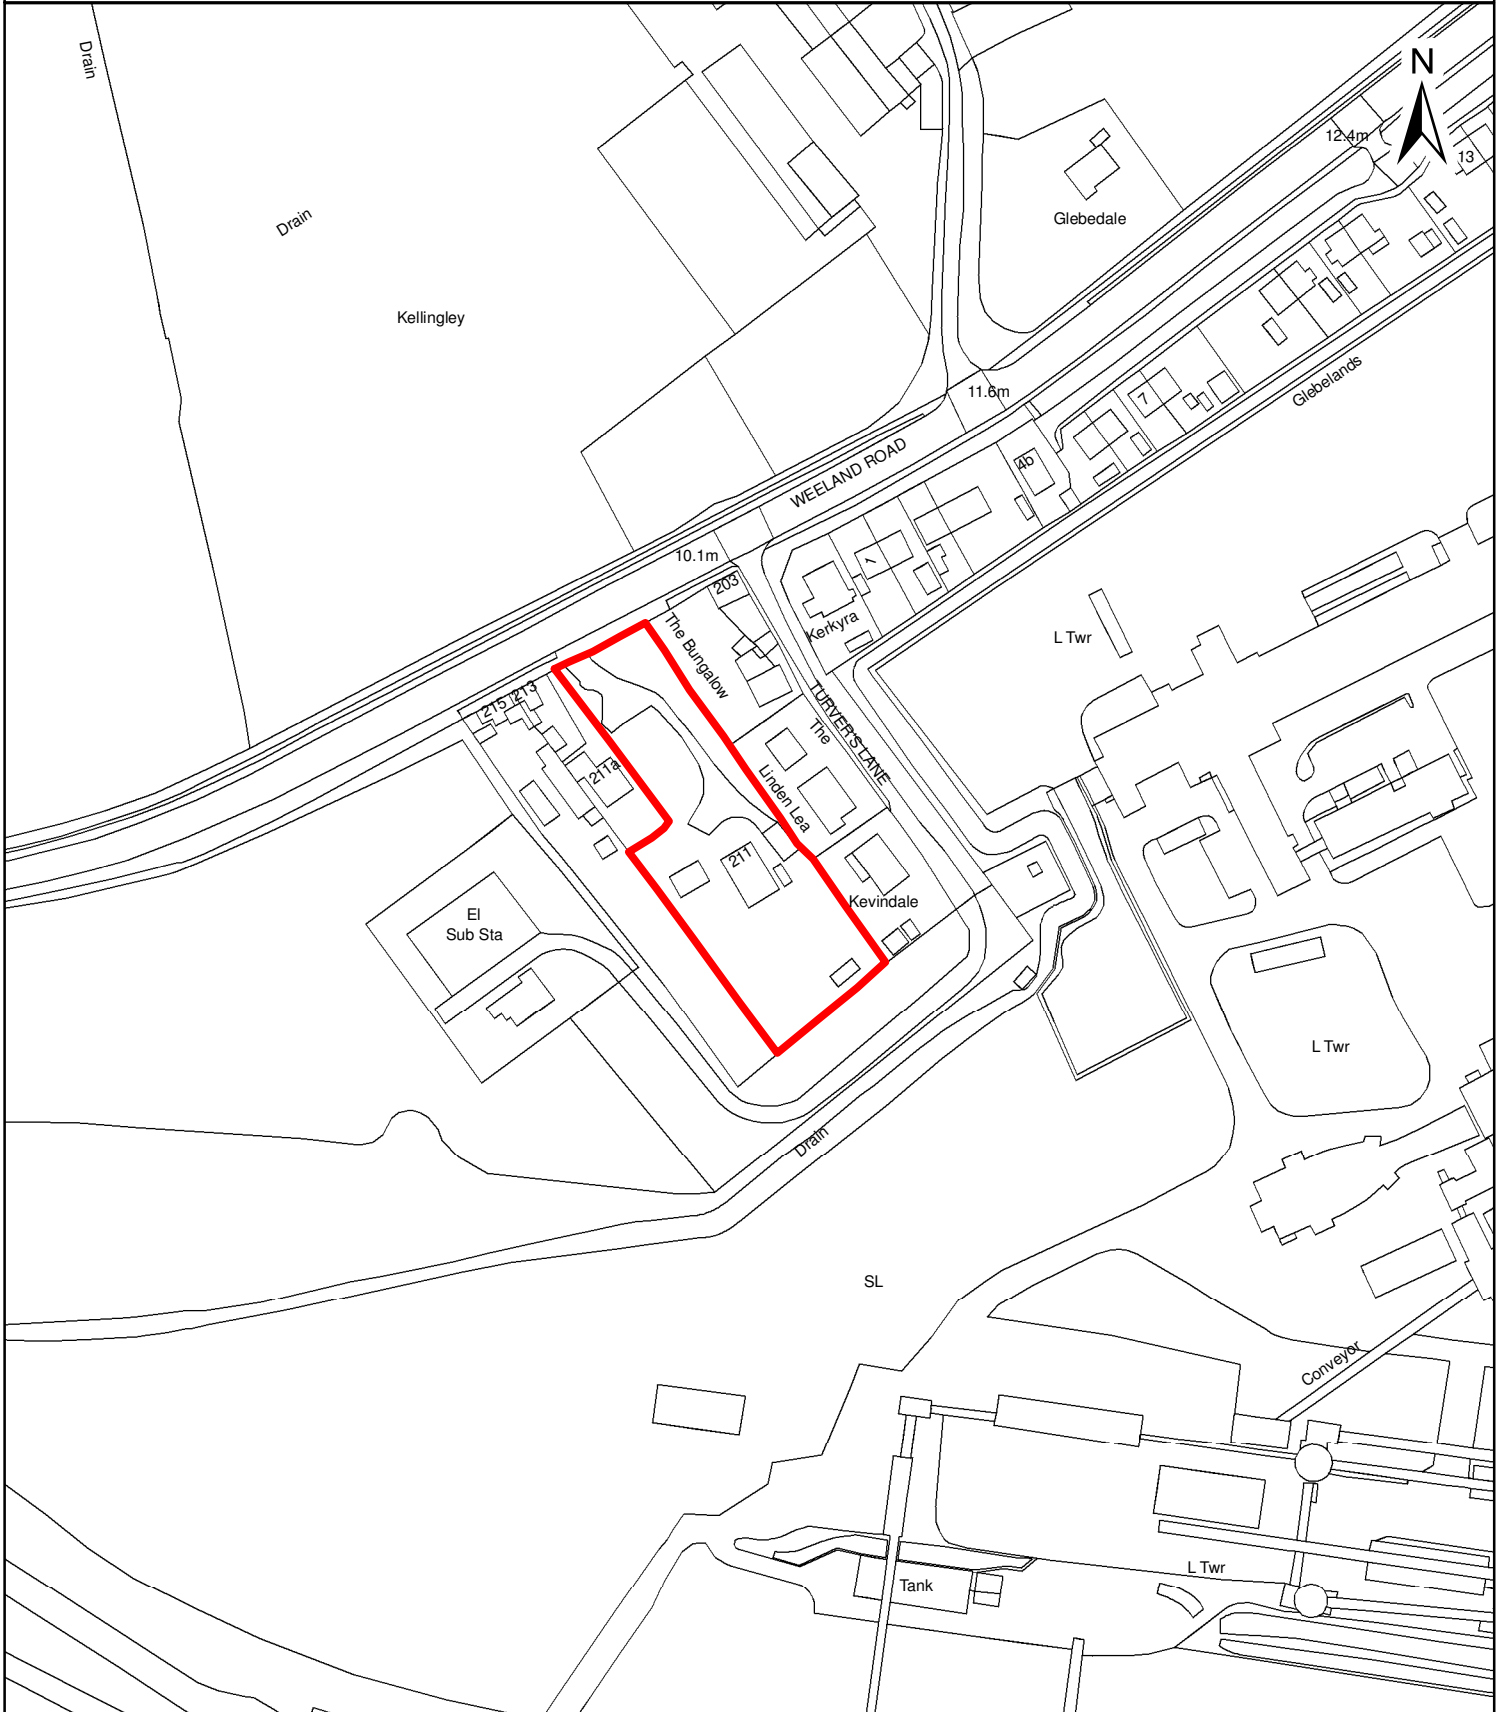 Drain
N
12.4m
13
Drain
Glebedale
Kellingley
Glebelands
11.6m
7
WEELAND ROAD
4b
10.1m
1
203
Kerkyra
L Twr
The Bungalow
TURVER'S LANE
The
Linden Lea
213
215
211a
211
Kevindale
El
Sub Sta
L Twr
Drain
SL
Conveyor
L Twr
Tank